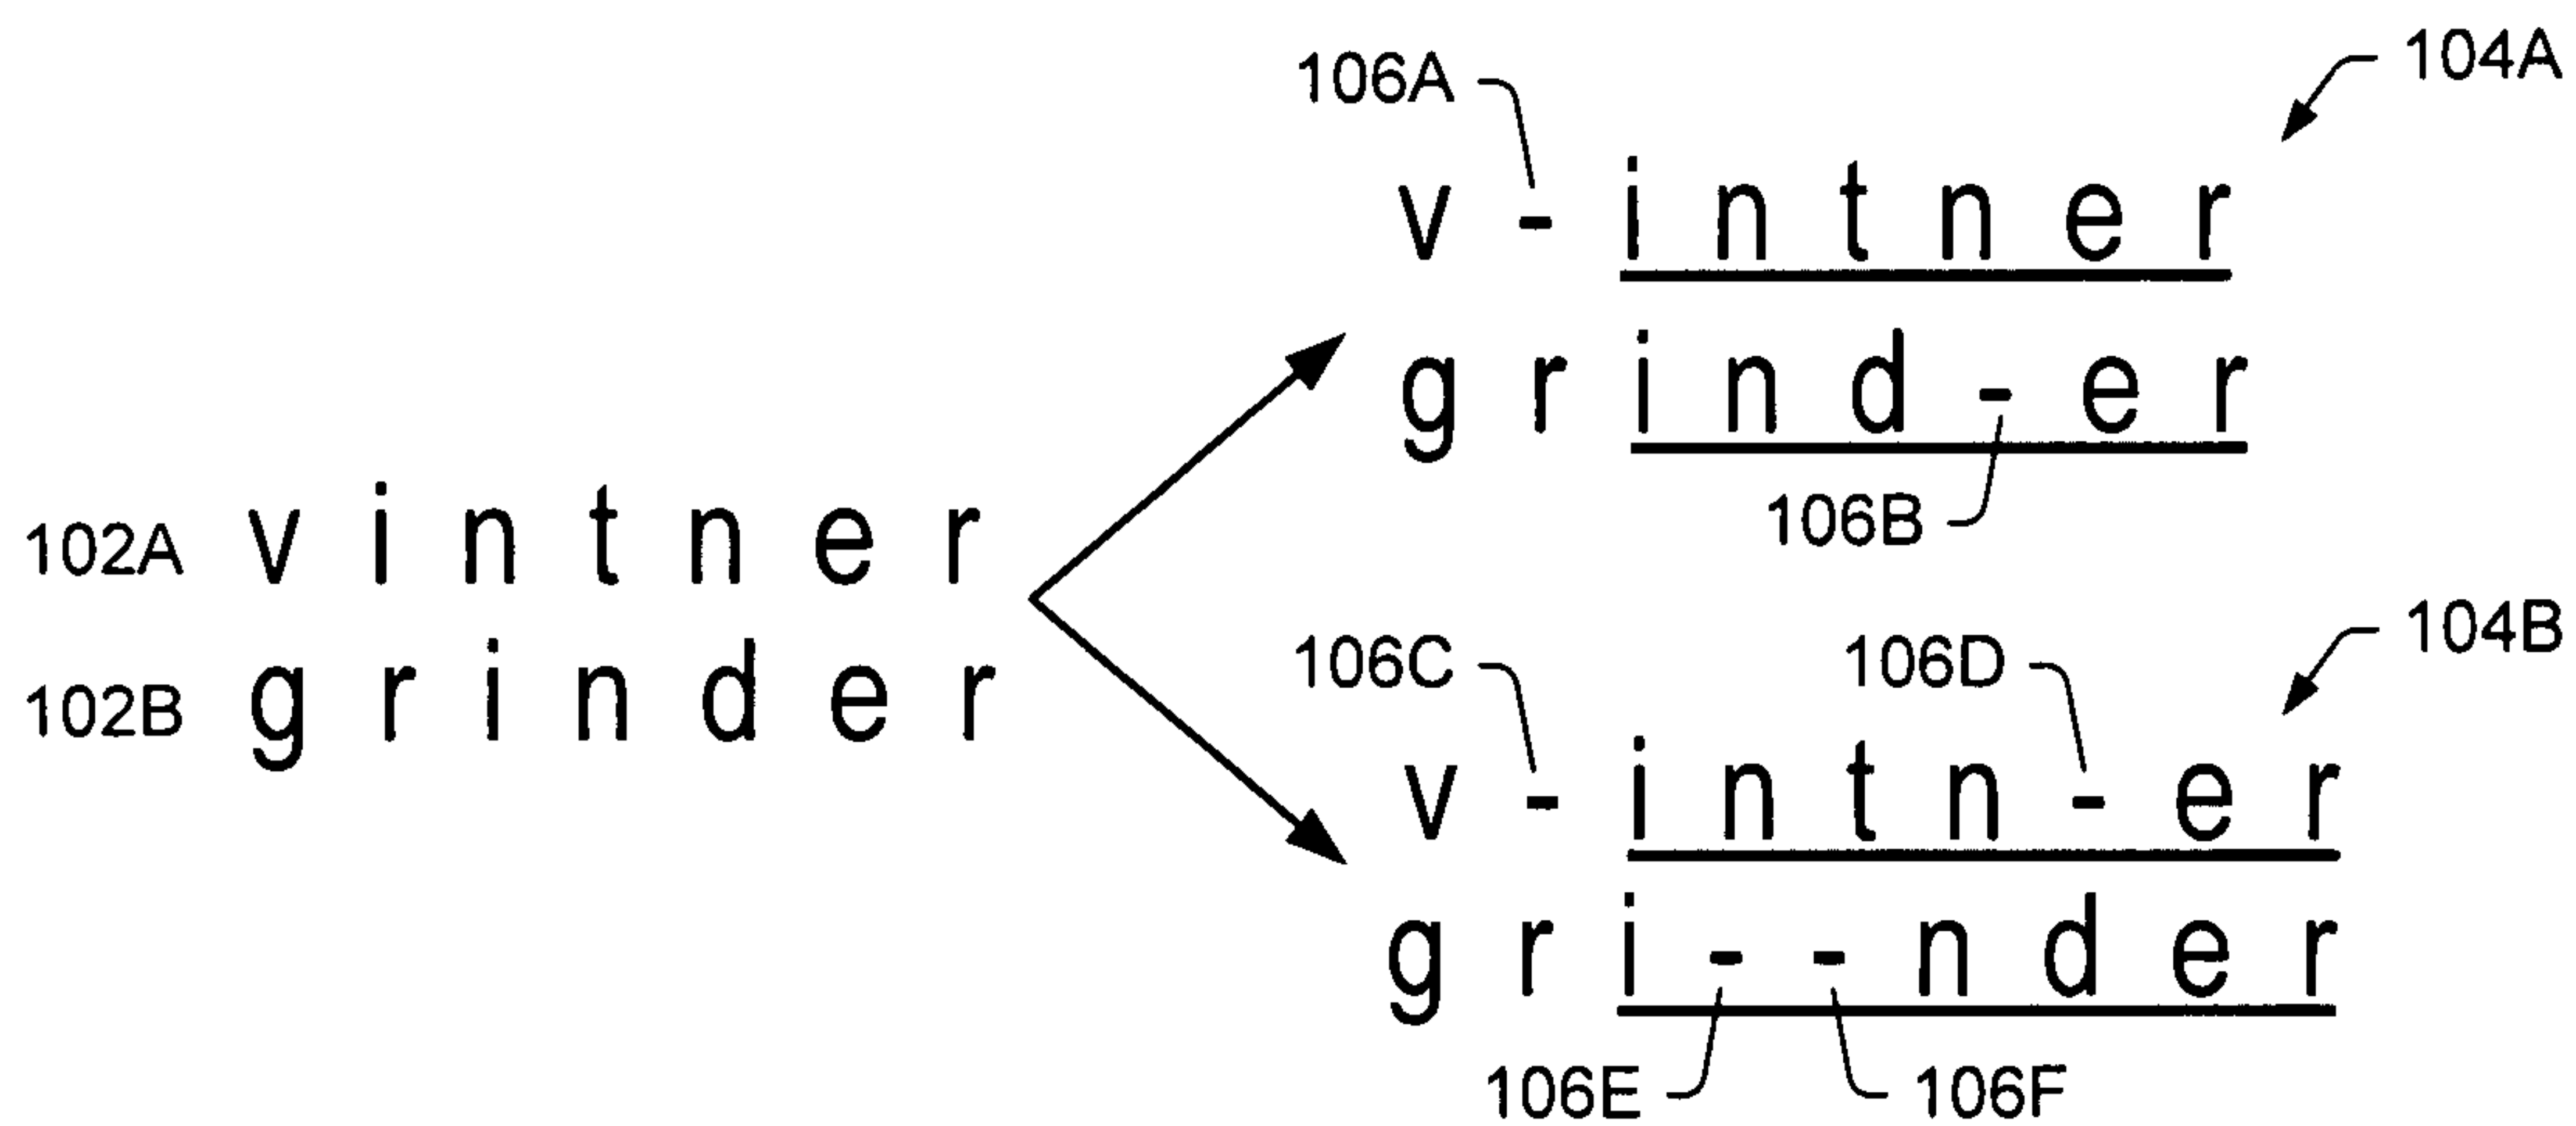 104A
106A
v - i n t n e r
g r i n d - e r
106B
102A v i n t n e r
102B g r i n d e r
104B
106C 106D
v - i n t n - e r
g r i - - n d e r
106E 106F